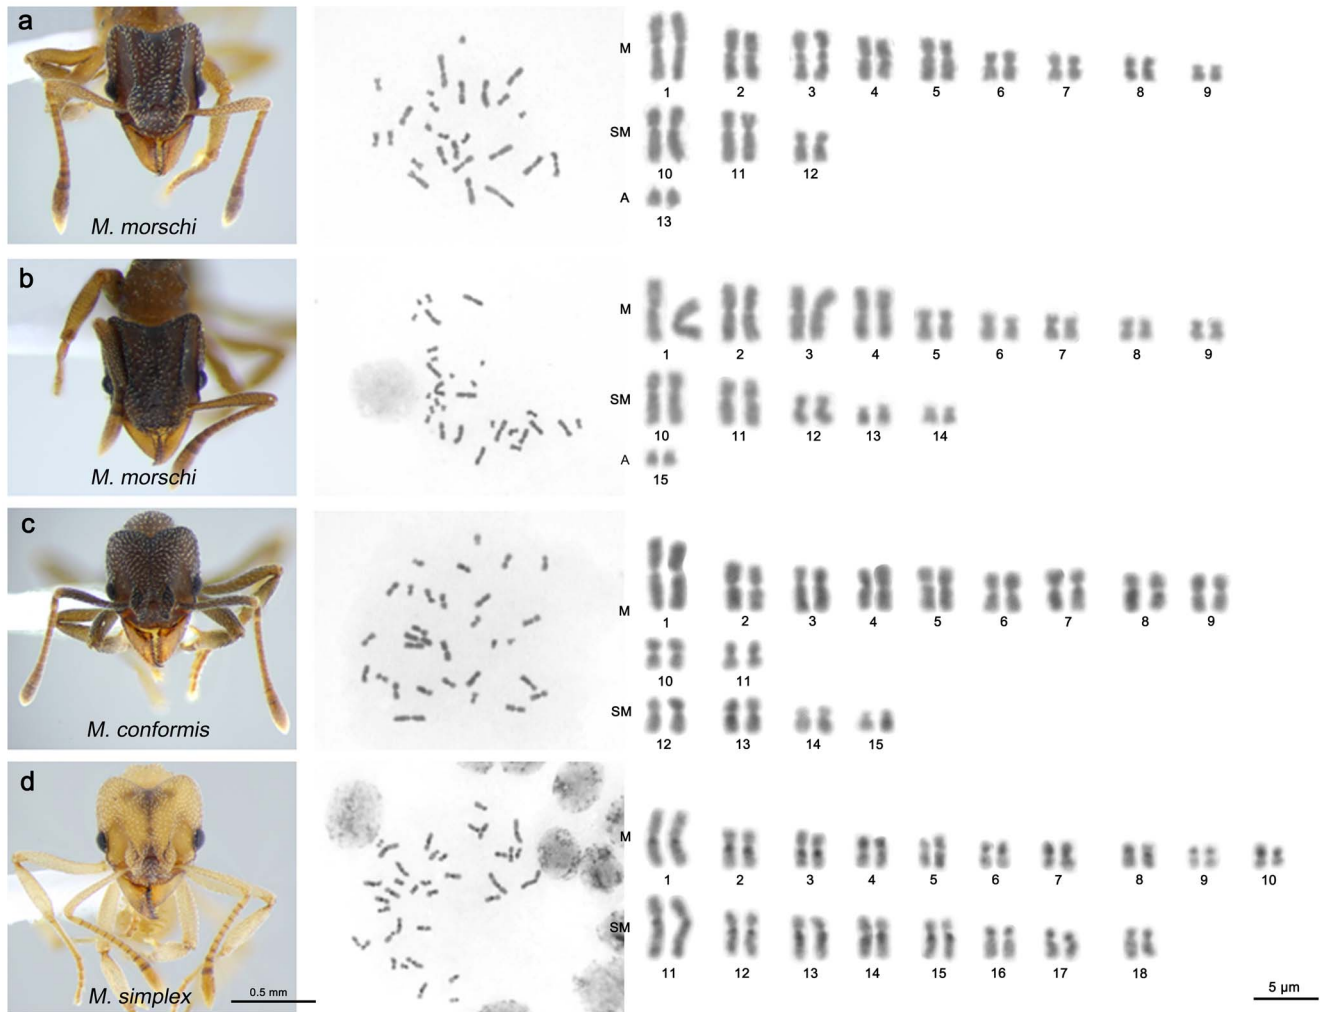 a
M
1 2 3 4 5 6 7 8 9
SM
10 11 12
A
13
M. morschi
b
M
1 2 3 4 5 6 7 8 9
SM
10 11 12 13 14
A
15
M. morschi
c
M
1 2 3 4 5 6 7 8 9
10 11
SM
12 13 14 15
M. conformis
d
M
1 2 3 4 5 6 7 8 9 10
SM
11 12 13 14 15 16 17 18
M. simplex
0.5 mm
5 µm